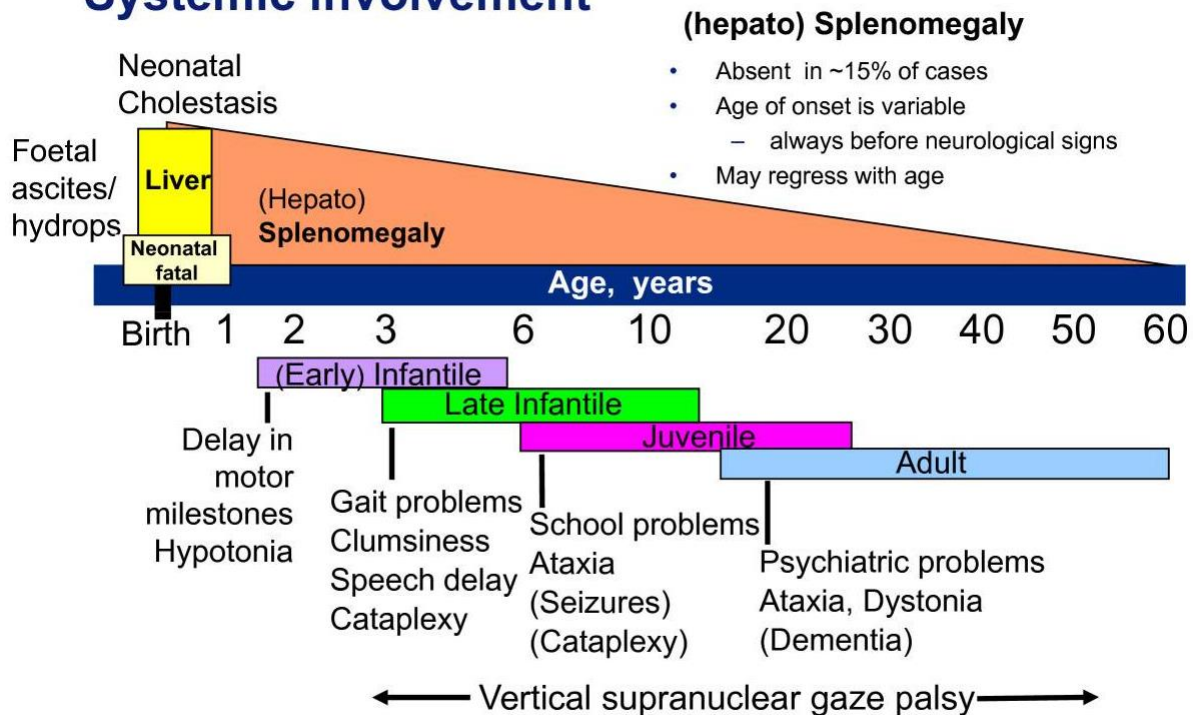 Systemic involvement
(hepato) Splenomegaly
• Absent in ~15% of cases
• Age of onset is variable
– always before neurological signs
• May regress with age
Neonatal
Cholestasis
Foetal
ascites/
hydrops
Liver
Neonatal
fatal
(Hepato)
Splenomegaly
Age, years
Birth 1 2 3 6 10 20 30 40 50 60
(Early) Infantile
Late Infantile
Juvenile
Adult
Delay in
motor
milestones
Hypotonia
Gait problems
Clumsiness
Speech delay
Cataplexy
School problems
Ataxia
(Seizures)
(Cataplexy)
Psychiatric problems
Ataxia, Dystonia
(Dementia)
Vertical supranuclear gaze palsy